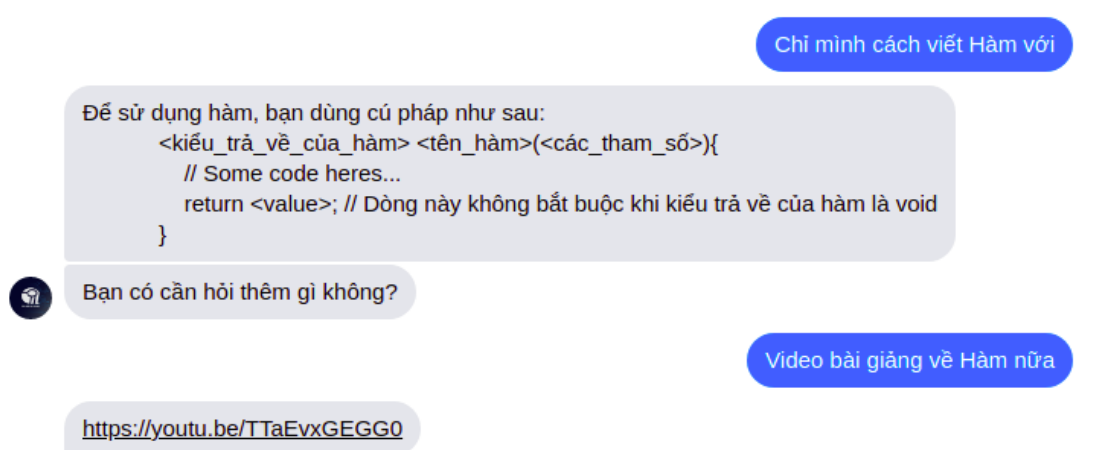 Chỉ mình cách viết Hàm với
Để sử dụng hàm, bạn dùng cú pháp như sau:
<kiểu_trả_về_của_hàm> <tên_hàm>(<các_tham_số>){
// Some code heres...
return <value>; // Dòng này không bắt buộc khi kiểu trả về của hàm là void
}
Bạn có cần hỏi thêm gì không?
Video bài giảng về Hàm nữa
https://youtu.be/TTaEvxGEGG0